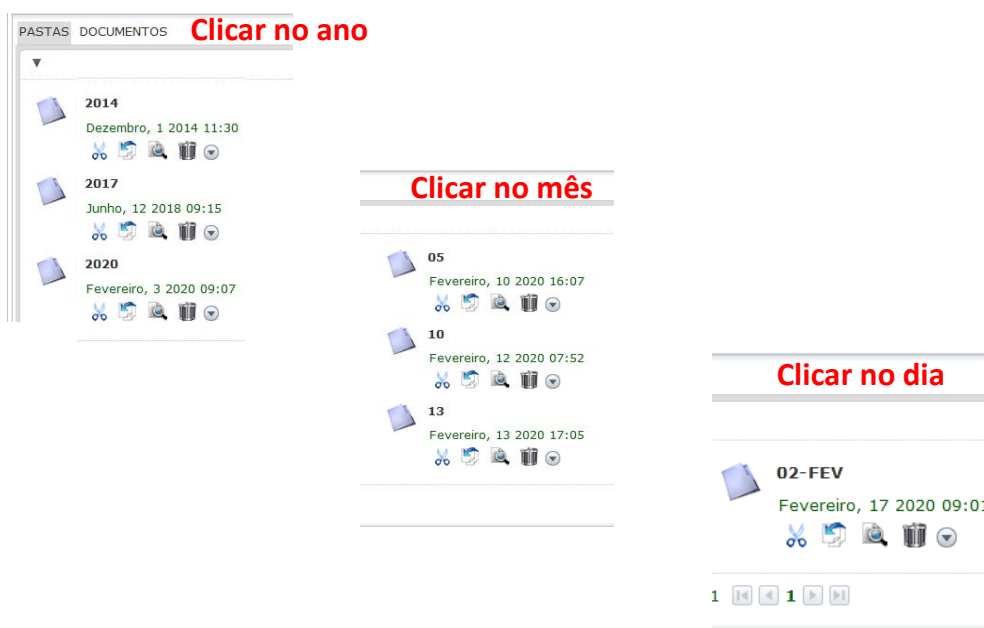 PASTAS DOCUMENTOS Clicar no ano
2014
Dezembro, 1 2014 11:30
2017
Junho, 12 2018 09:15
2020
Fevereiro, 3 2020 09:07
Clicar no mês
05
Fevereiro, 10 2020 16:07
10
Fevereiro, 12 2020 07:52
13
Fevereiro, 13 2020 17:05
Clicar no dia
02-FEV
Fevereiro, 17 2020 09:01
1 1